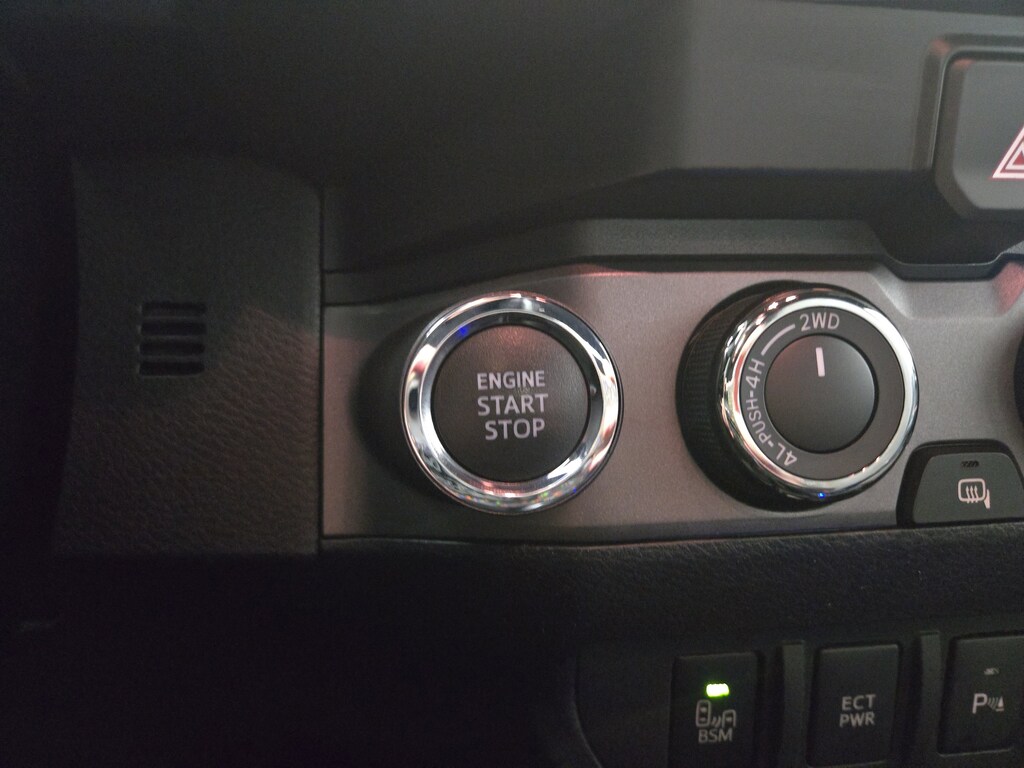 ENGINE
START
STOP
2WD
4L-PUSH-4H
BSM
ECT
PWR
P